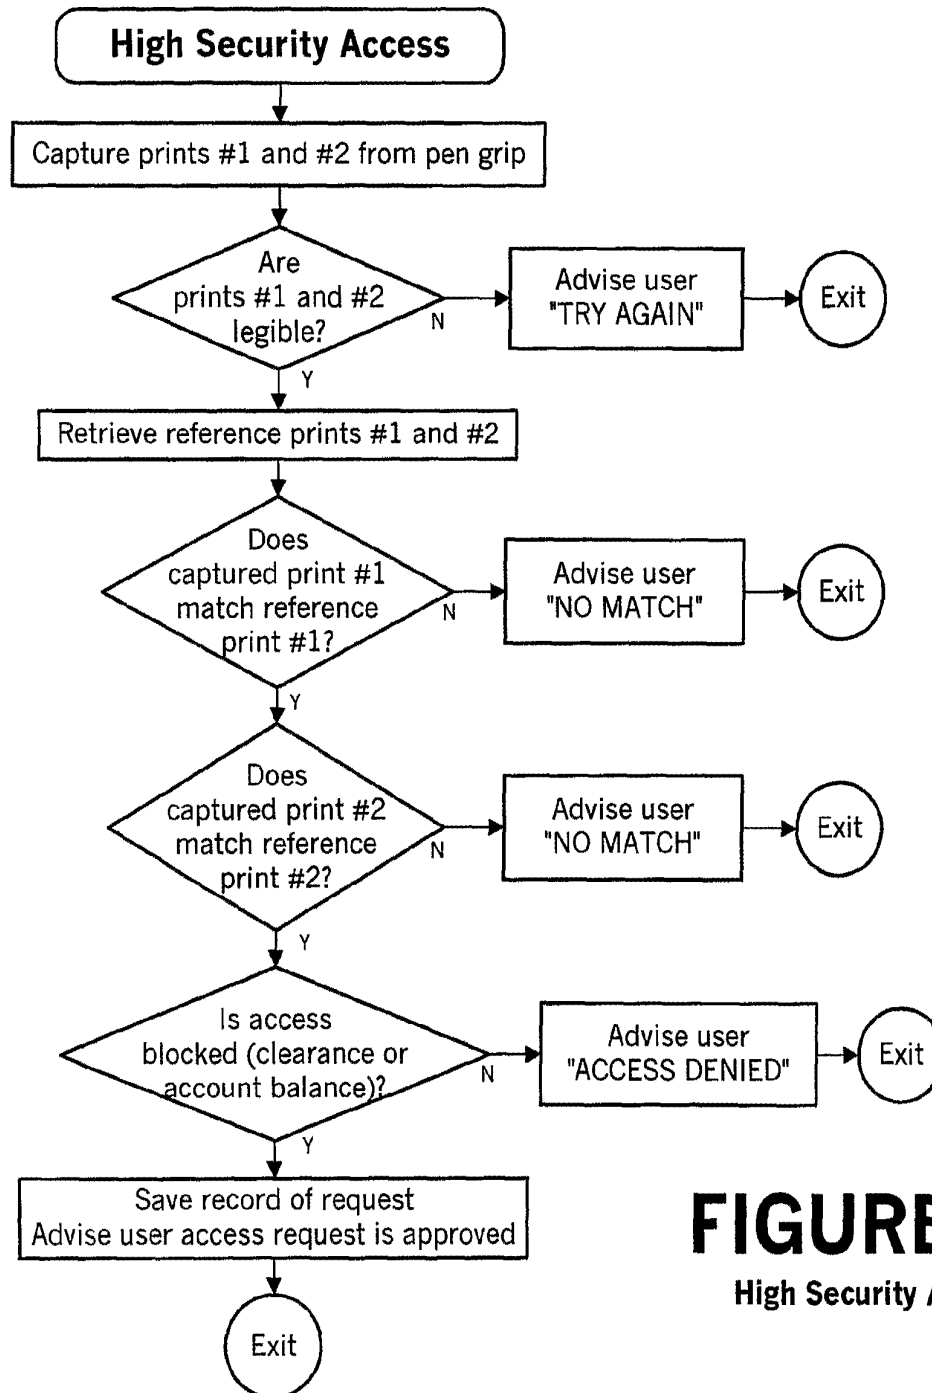 High Security Access
Capture prints #1 and #2 from pen grip
Are
prints #1 and #2
legible?
N
Advise user
"TRY AGAIN"
Exit
Y
Retrieve reference prints #1 and #2
Does
captured print #1
match reference
print #1?
N
Advise user
"NO MATCH"
Exit
Y
Does
captured print #2
match reference
print #2?
N
Advise user
"NO MATCH"
Exit
Y
Is access
blocked (clearance or
account balance)?
N
Advise user
"ACCESS DENIED"
Exit
Y
Save record of request
Advise user access request is approved
Exit
FIGURE
High Security